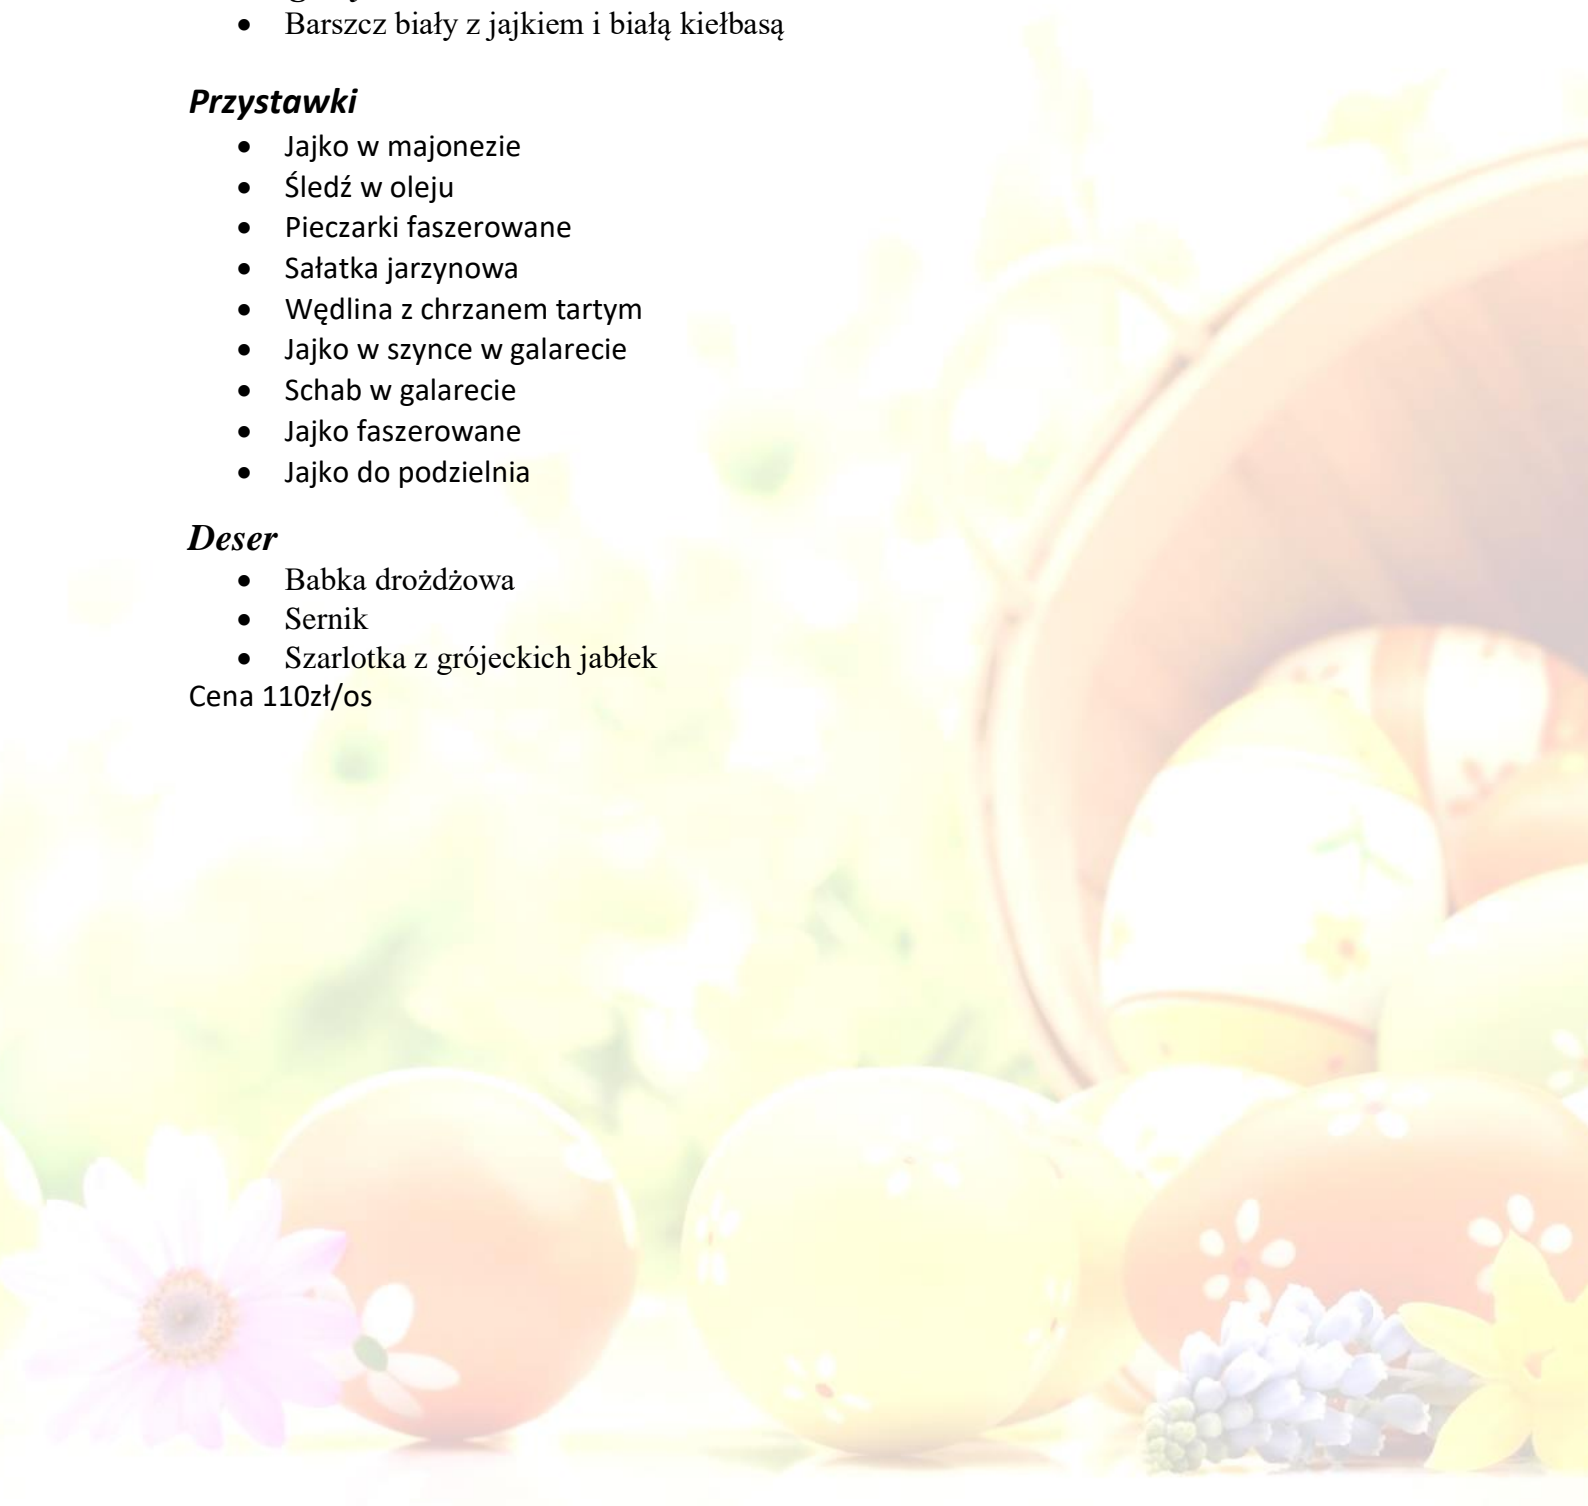 • Barszcz biały z jajkiem i białą kiełbasą
Przystawki
• Jajko w majonezie
• Śledź w oleju
• Pieczarki faszerowane
• Sałatka jarzynowa
• Wędlina z chrzanem tartym
• Jajko w szynce w galarecie
• Schab w galarecie
• Jajko faszerowane
• Jajko do podzielnia
Deser
• Babka drożdżowa
• Sernik
• Szarlotka z grójeckich jabłek
Cena 110zł/os